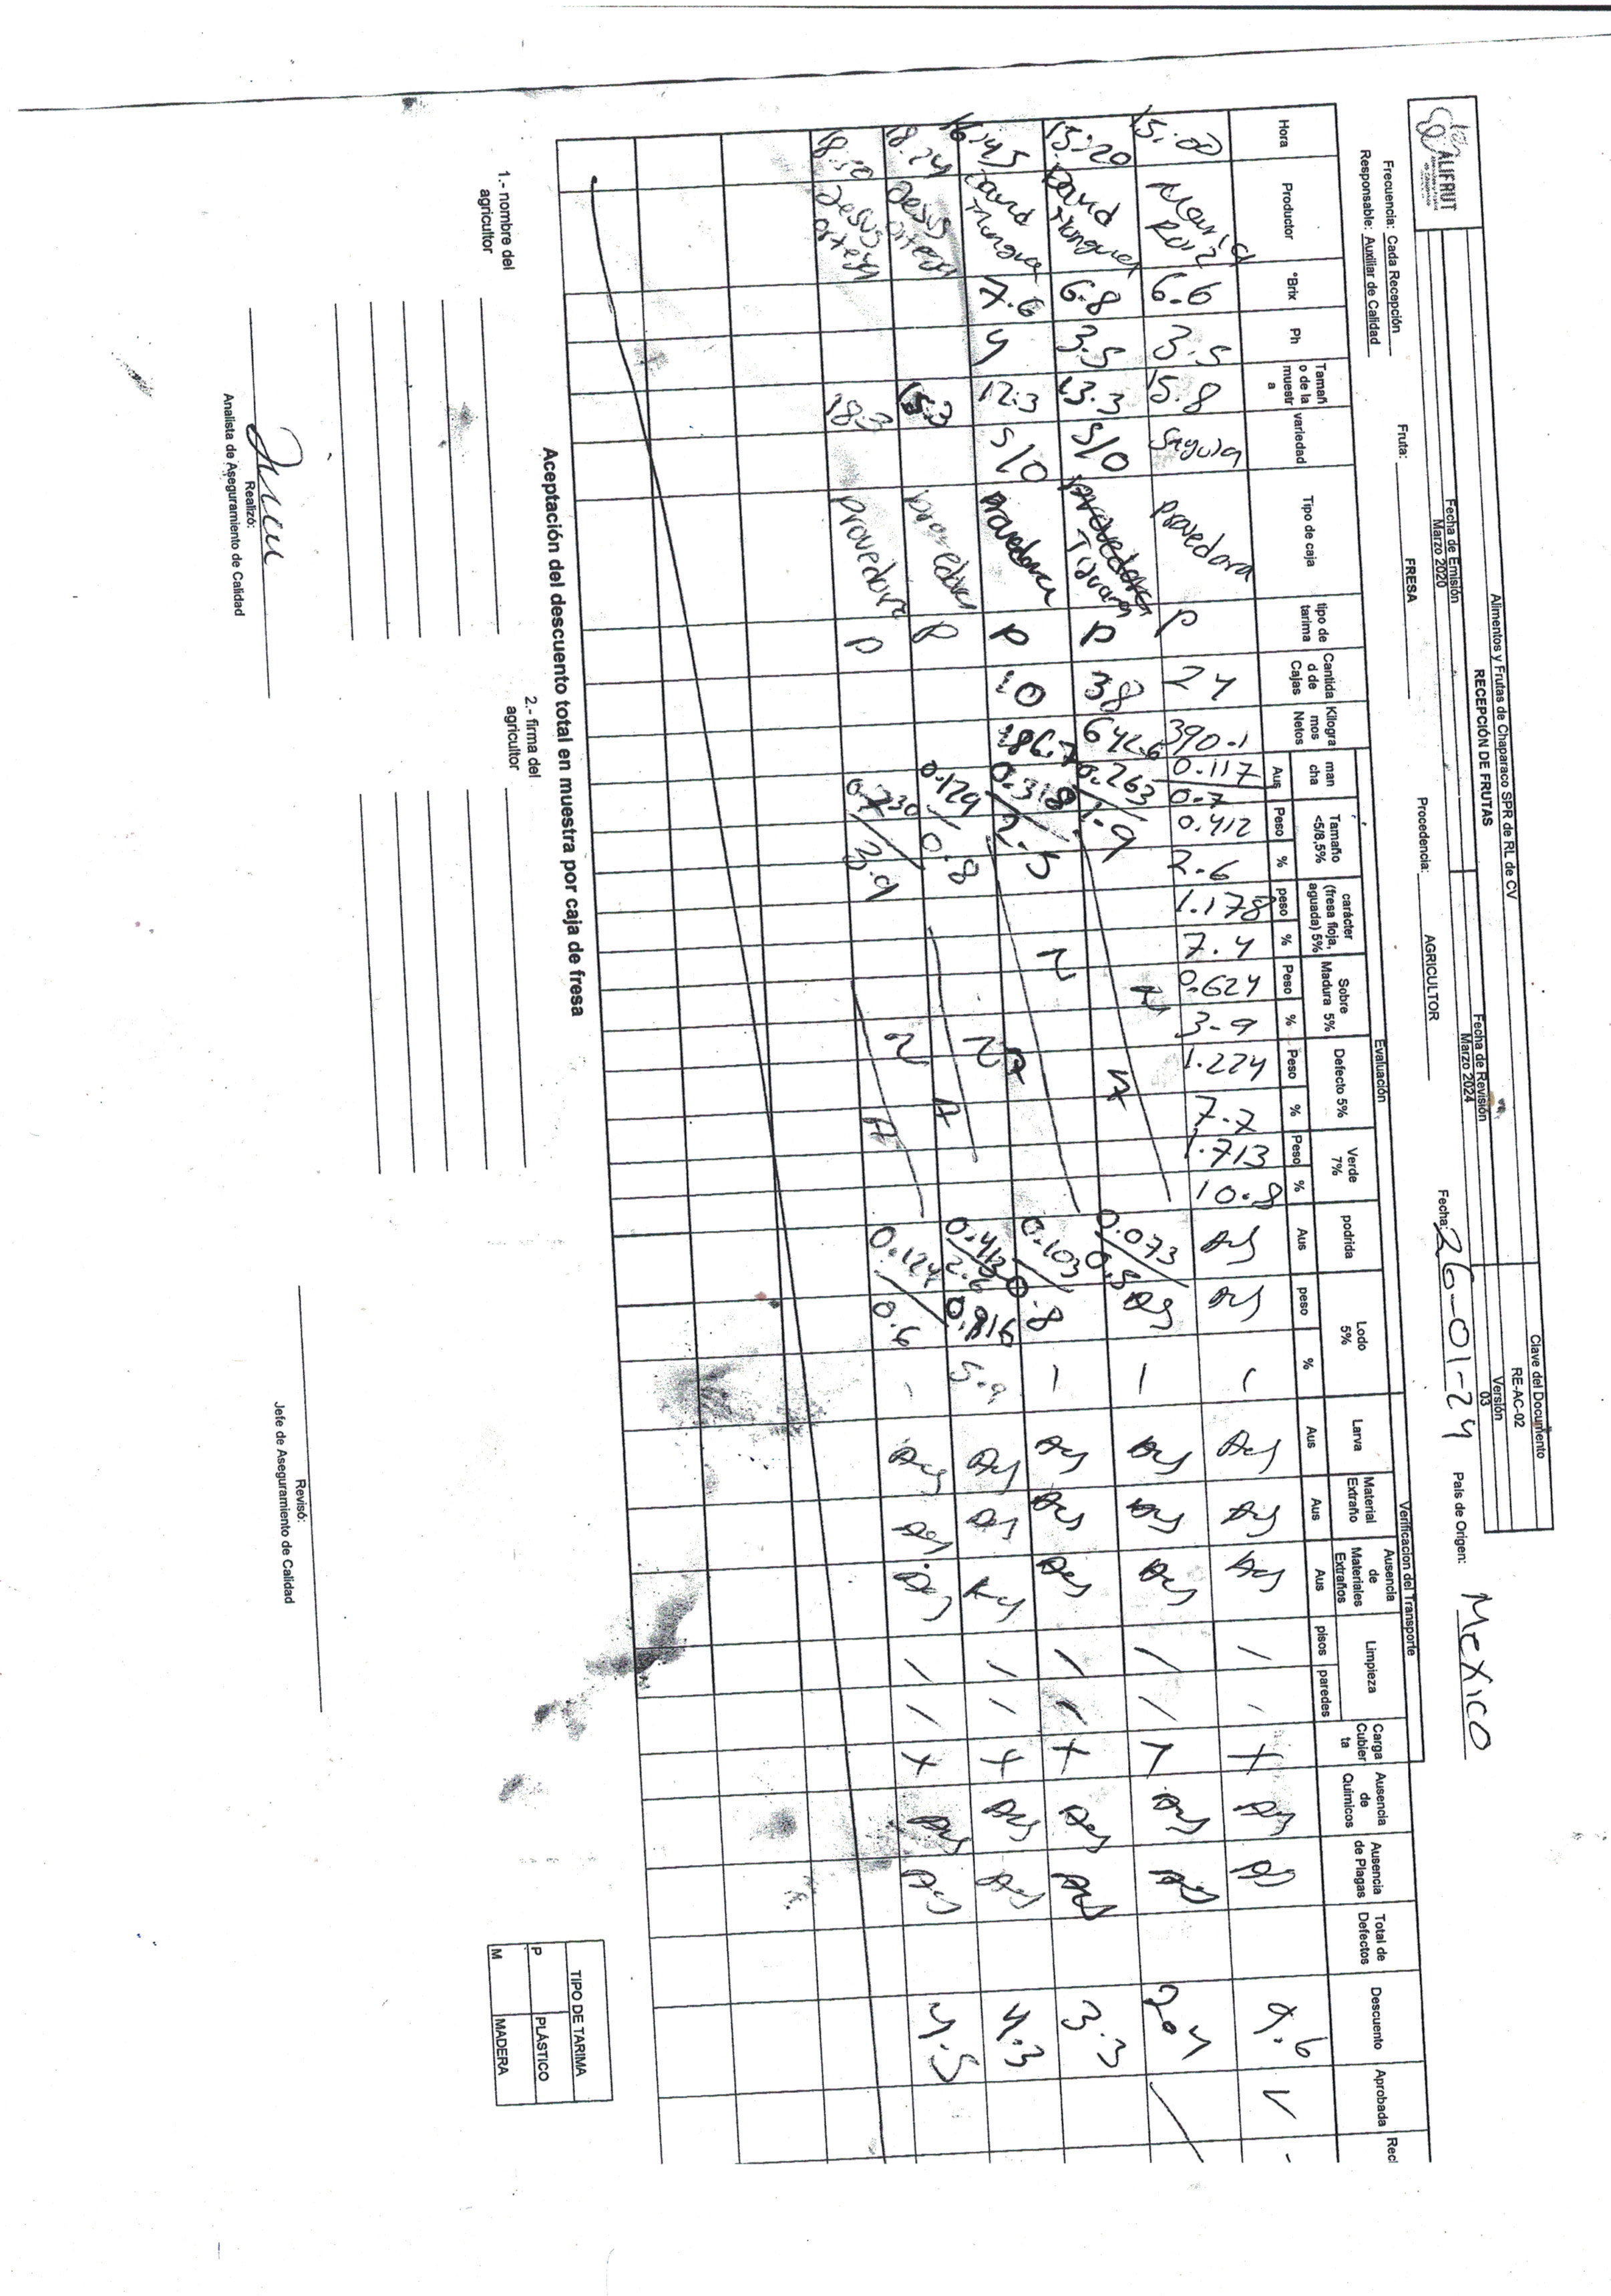 Alimentos y Frutas de Chaparaco SPR de RL de CV
RECEPCIÓN DE FRUTAS
Fecha de Emisión
Marzo 2020
Fecha de Revisión
Marzo 2024
Clave del Documento
RE-AC-02
Versión
03
ALIFRUT
Frecuencia: Cada Recepción
Fruta: FRESA
Procedencia: AGRICULTOR
Fecha: 26-01-24
País de Origen: MeXICO
Responsable: Auxiliar de Calidad
Evaluación
Verificacion del Transporte
Hora Productor °Brix Ph Tamaño de la muestra variedad Tipo de caja tipo de tarima Cantidad de Cajas Kilogramos Netos mancha Tamaño <5/8,5% carácter (fresa floja, aguada) 5% Sobre Madura 5% Defecto 5% Verde 7% podrida Lodo 5% Larva Material Extraño Ausencia de Materiales Extraños Limpieza Carga Cubierta Ausencia de Quimicos Ausencia de Plagas Total de Defectos Descuento Aprobada Rec
Aus Peso % peso % Peso % Peso % Peso % Aus peso % Aus Aus Aus pisos paredes
15:00 Maria Ruiz 6.6 3.5 15.8 Provedora P 24 390.1 0.117 0.7 0.412 2.6 1.178 7.4 0.624 3.9 1.224 7.7 1.713 10.8 Aus Aus - Aus Aus Aus / / X Aus Aus 9.6 ✓ -
15:20 David Munguia 6.8 3.5 13.3 S/O Provedora Tijuana P 38 642.6 0.263 / 1.9 N A 0.073 / 0.5 Aus - Aus Aus Aus / / X Aus Aus 2.4 /
16:45 David Munguia 7.6 4 12.3 S/O Provedora P 10 186.7 0.318 / 2.5 N A 0.103 / 0.8 - Aus Aus Aus / / X Aus Aus 3.3
18:24 Jesus Ortega 15.3 Provedora P 0.129 / 0.8 N A 0.412 2.6 0.816 5.9 Aus Aus Aus / / X Aus Aus 4.3
18:50 Jesus Ortega 18.3 Provedora P 0.730 / 3.9 N A 0.124 / 0.6 - Aus Aus Aus / / X Aus Aus 4.5
Aceptación del descuento total en muestra por caja de fresa
1.- nombre del agricultor
2.- firma del agricultor
TIPO DE TARIMA
P PLÁSTICO
M MADERA
Realizó:
Analista de Aseguramiento de Calidad
Revisó:
Jefe de Aseguramiento de Calidad